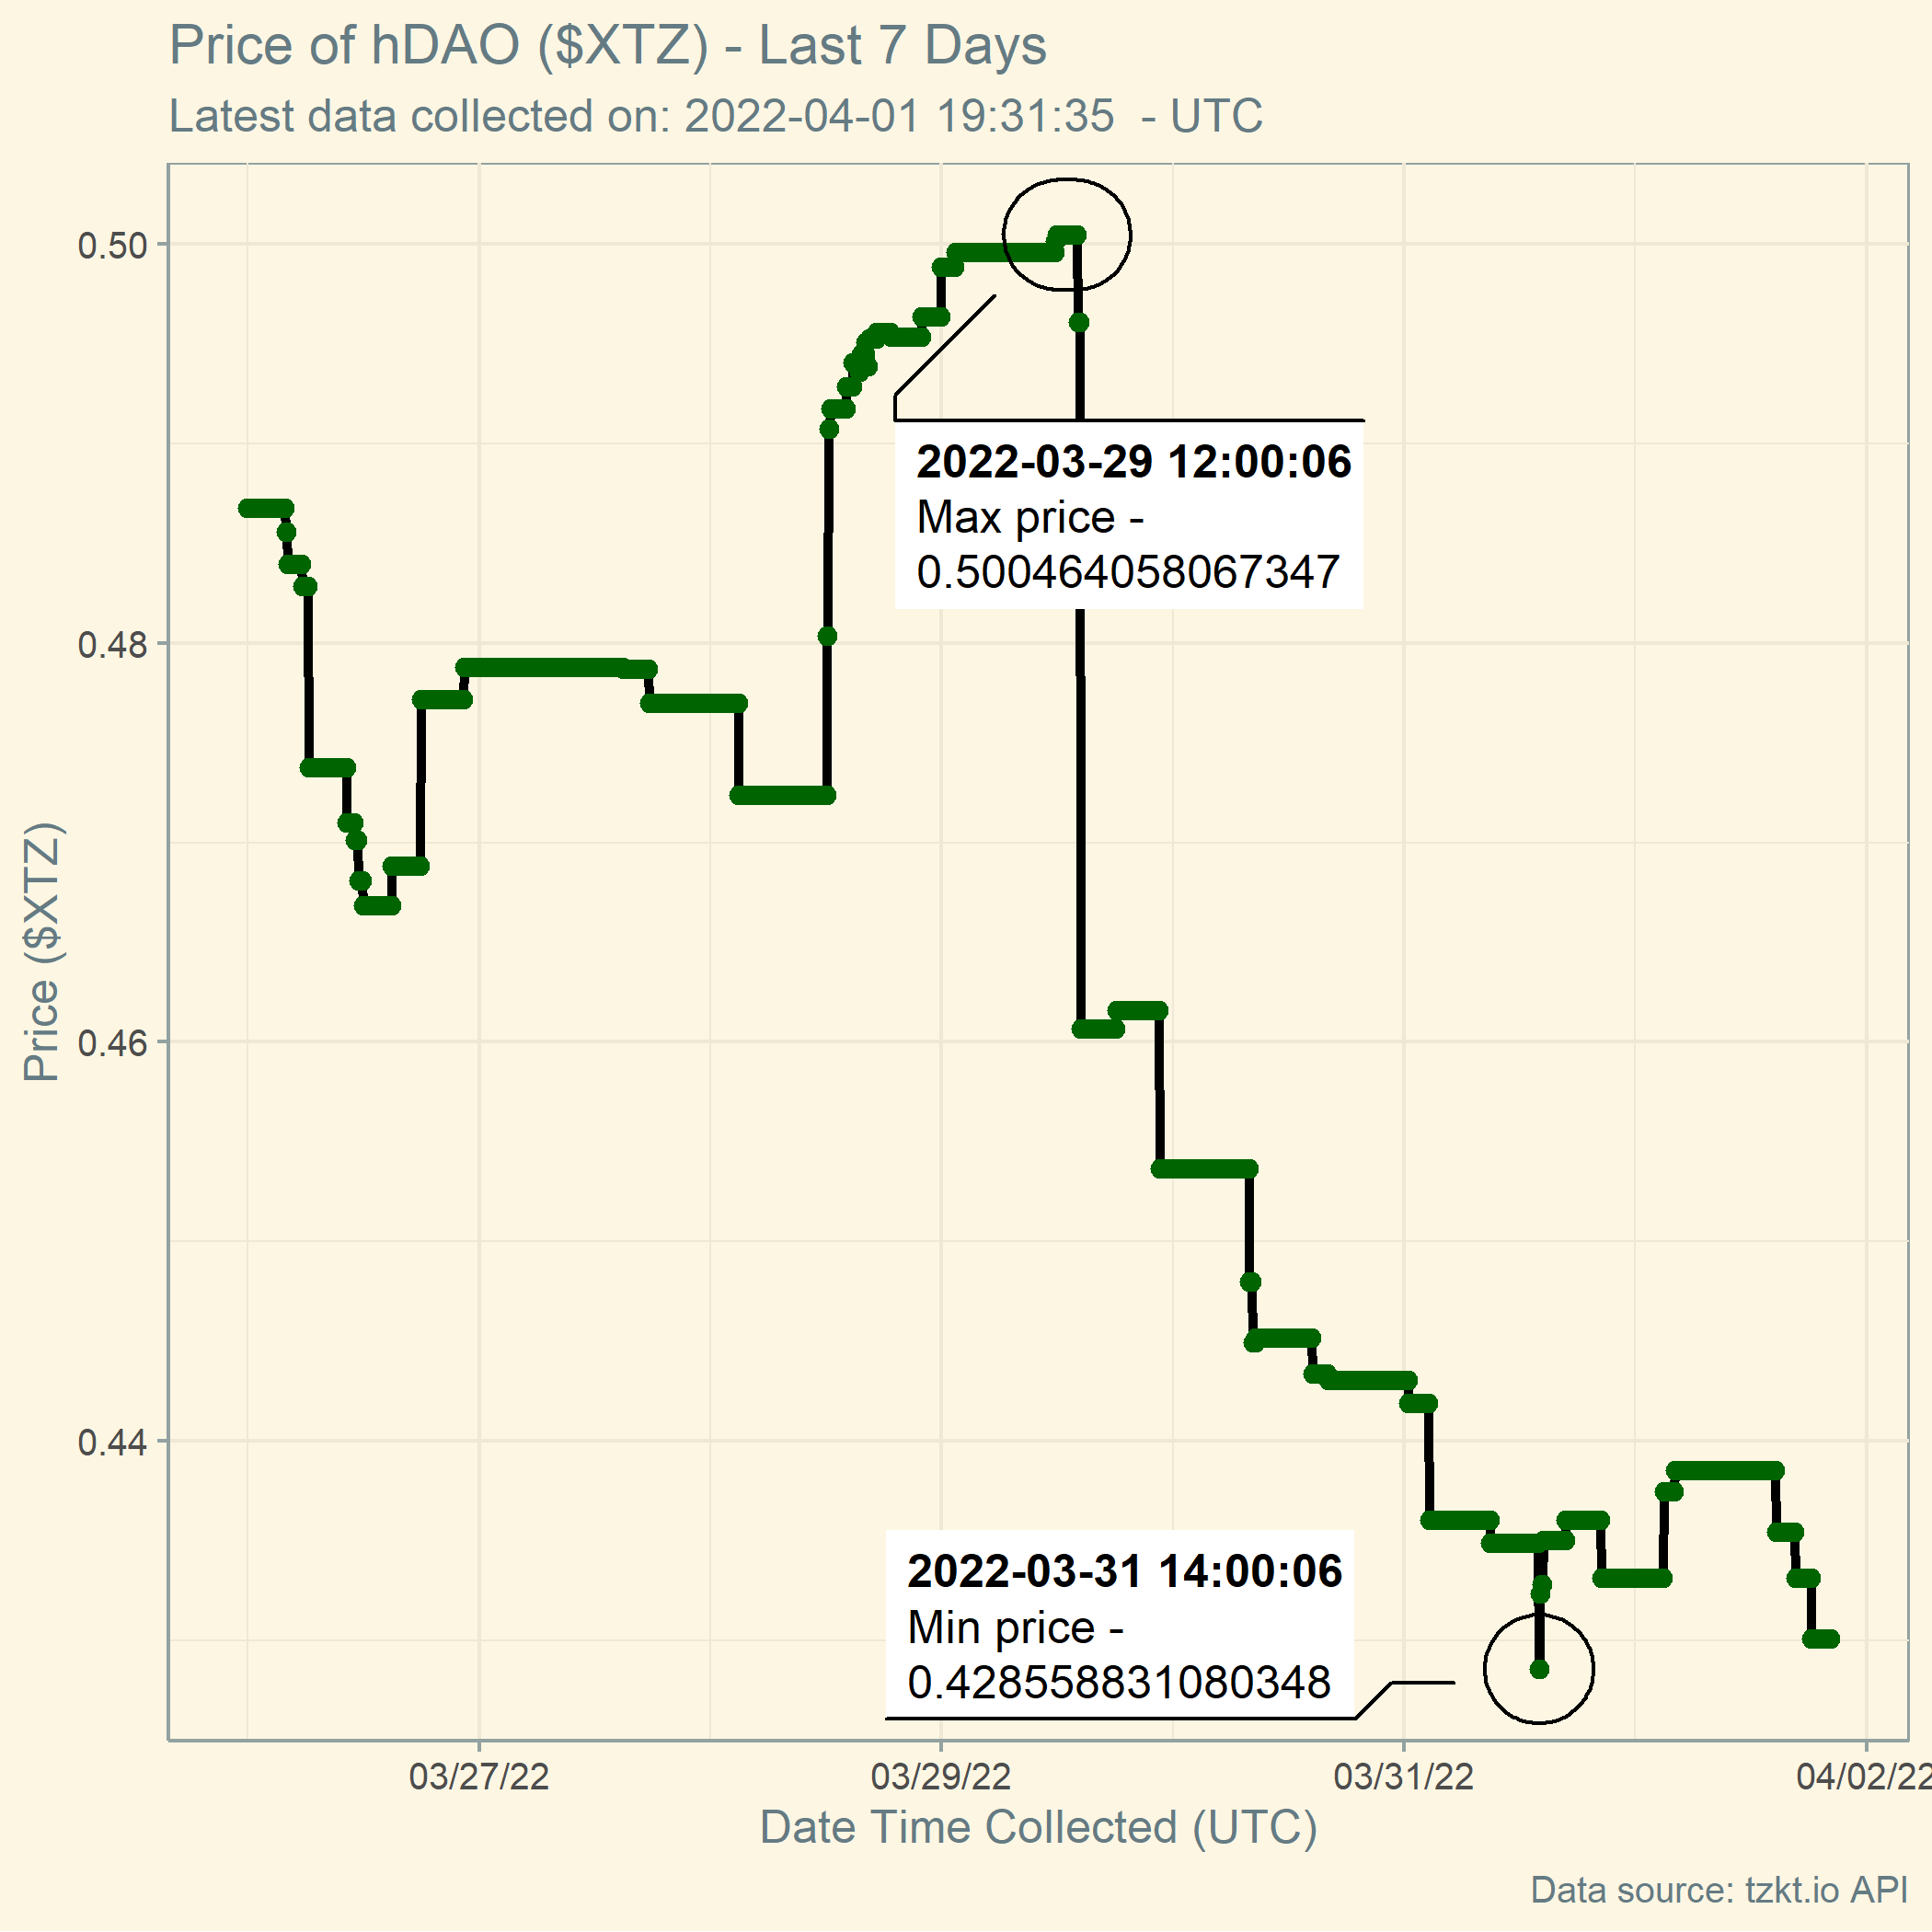 Price of hDAO ($XTZ) - Last 7 Days
Latest data collected on: 2022-04-01 19:31:35  - UTC
0.50
0.48
0.46
0.44
Price ($XTZ)
2022-03-29 12:00:06
Max price -
0.500464058067347
2022-03-31 14:00:06
Min price -
0.428558831080348
03/27/22
03/29/22
03/31/22
04/02/22
Date Time Collected (UTC)
Data source: tzkt.io API